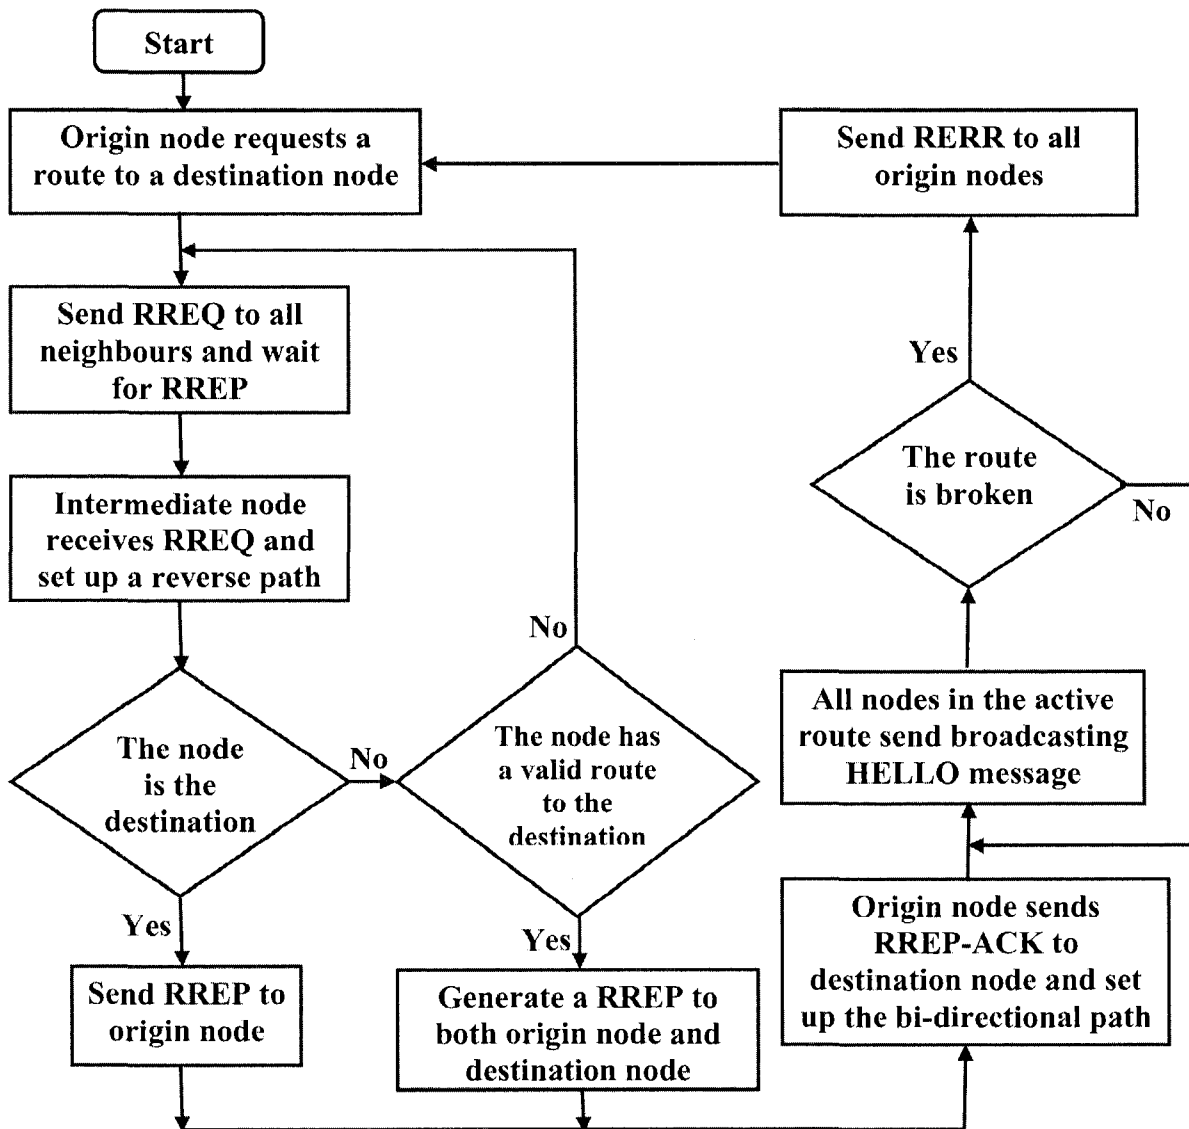 Start
Origin node requests a
route to a destination node
Send RREQ to all
neighbours and wait
for RREP
Intermediate node
receives RREQ and
set up a reverse path
The node
is the
destination
No
Yes
Send RREP to
origin node
No
The node has
a valid route
to the
destination
Yes
Generate a RREP to
both origin node and
destination node
Send RERR to all
origin nodes
Yes
The route
is broken
No
All nodes in the active
route send broadcasting
HELLO message
Origin node sends
RREP-ACK to
destination node and set
up the bi-directional path